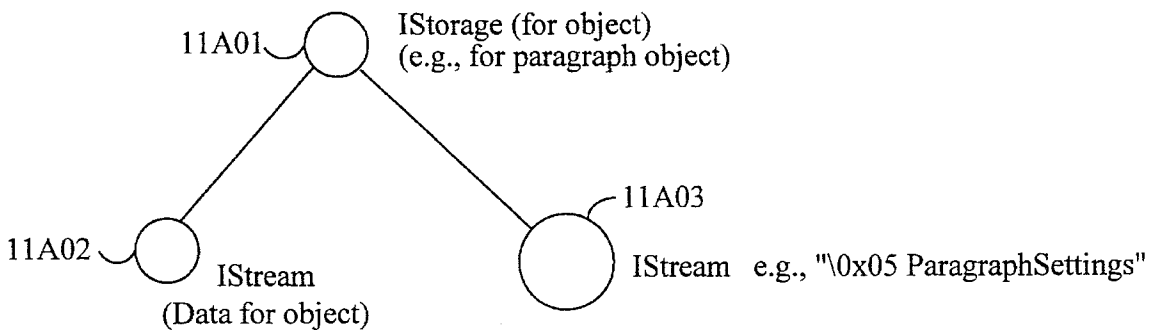 11A01
IStorage (for object)
(e.g., for paragraph object)
11A02
IStream
(Data for object)
11A03
IStream e.g., "\0x05 ParagraphSettings"